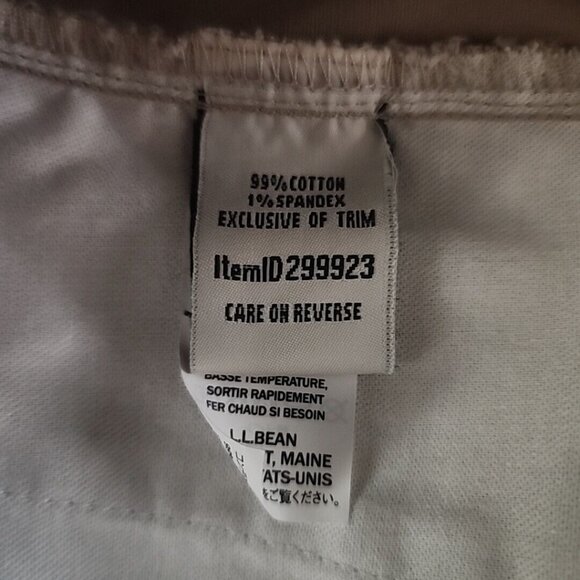 99% COTTON
1% SPANDEX
EXCLUSIVE OF TRIM
ItemID 299923
CARE ON REVERSE
BASSE TEMPERATURE,
SORTIR RAPIDEMENT
FER CHAUD SI BESOIN
L.L.BEAN
T, MAINE
ATS-UNIS
をご覧ください。